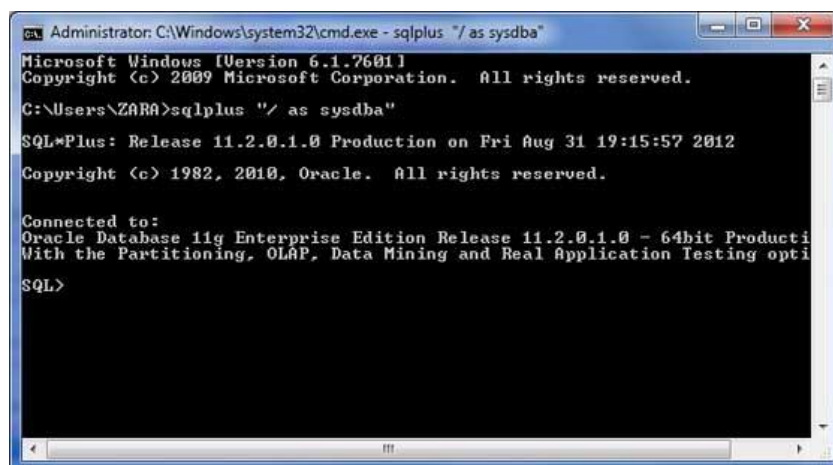 Administrator: C:\Windows\system32\cmd.exe - sqlplus "/ as sysdba"
Microsoft Windows [Version 6.1.7601]
Copyright (c) 2009 Microsoft Corporation.  All rights reserved.
C:\Users\ZARA>sqlplus "/ as sysdba"
SQL*Plus: Release 11.2.0.1.0 Production on Fri Aug 31 19:15:57 2012
Copyright (c) 1982, 2010, Oracle.  All rights reserved.
Connected to:
Oracle Database 11g Enterprise Edition Release 11.2.0.1.0 - 64bit Producti
With the Partitioning, OLAP, Data Mining and Real Application Testing opti
SQL>